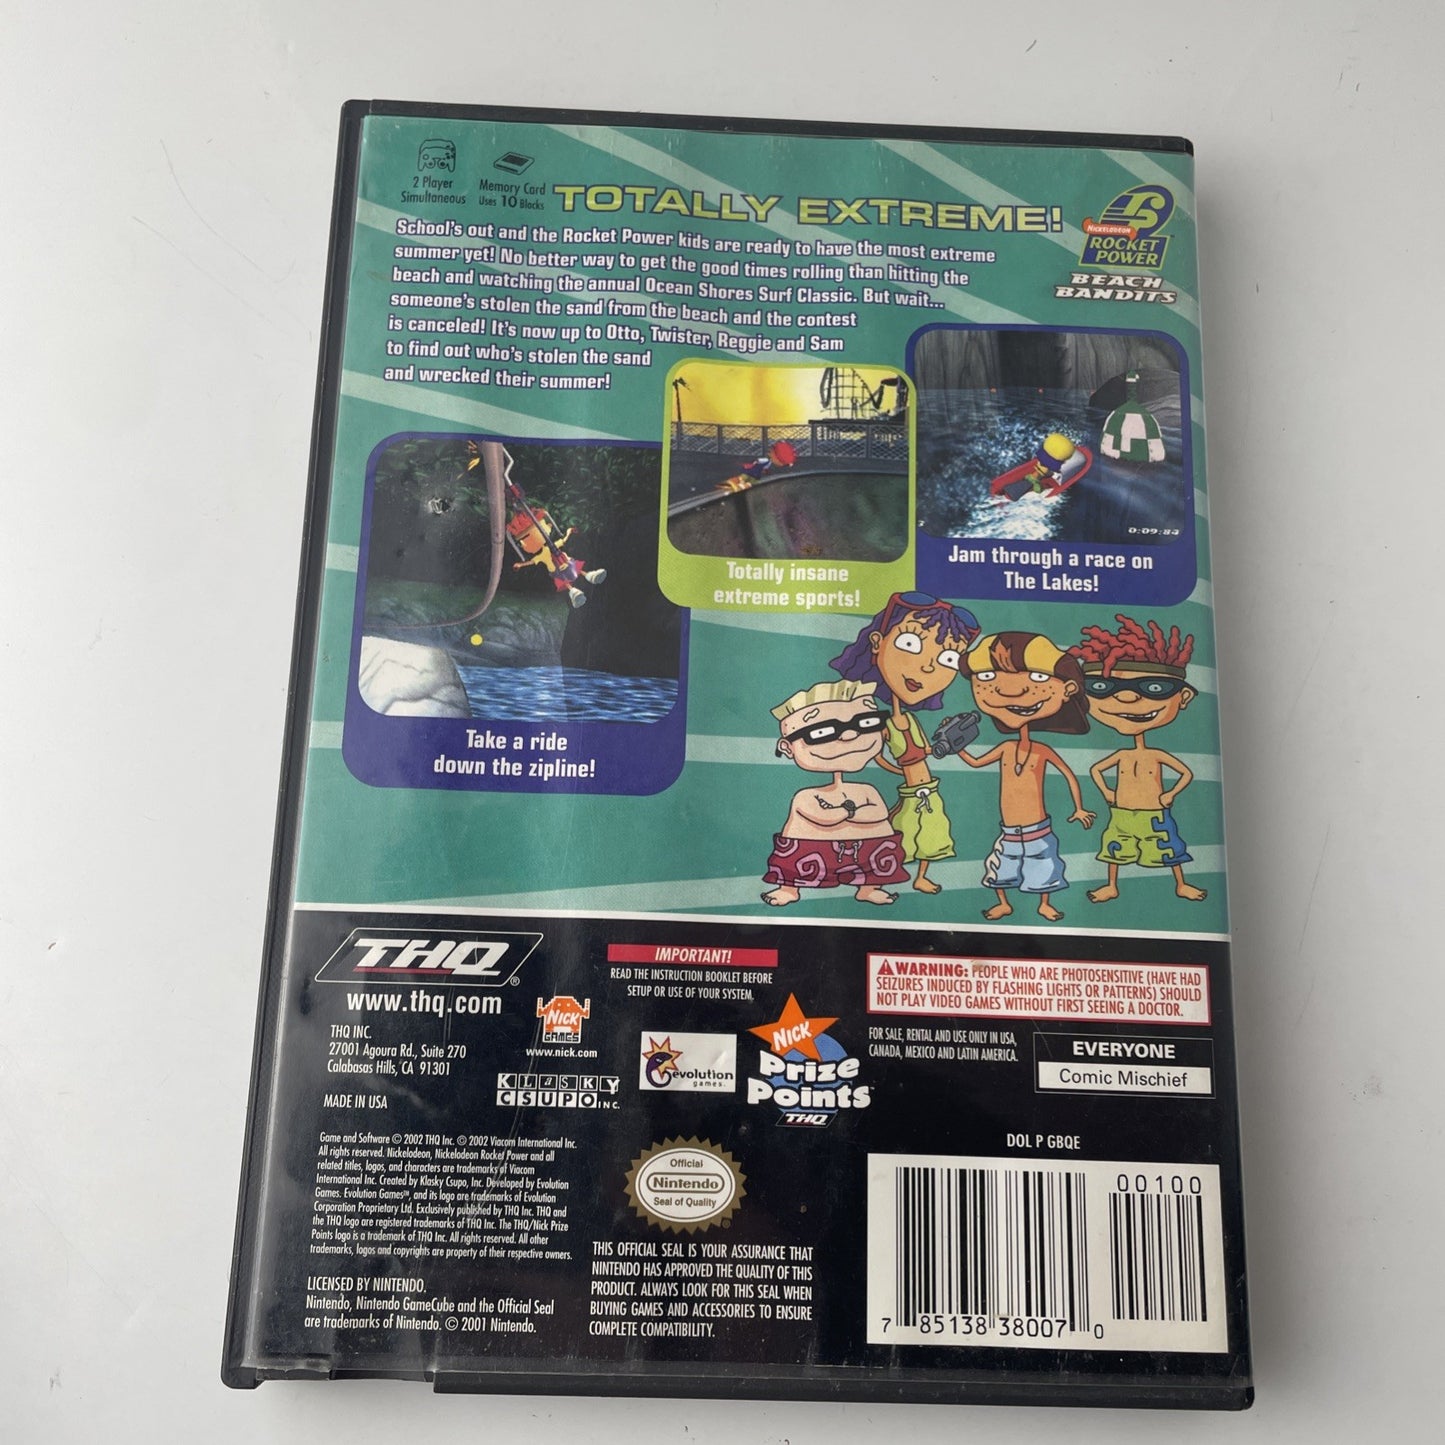 2 Player
Simultaneous
Memory Card
Uses 10 Blocks
TOTALLY EXTREME!
NICKELODEON
ROCKET
POWER
BEACH
BANDITS
School's out and the Rocket Power kids are ready to have the most extreme
summer yet! No better way to get the good times rolling than hitting the
beach and watching the annual Ocean Shores Surf Classic. But wait...
someone's stolen the sand from the beach and the contest
is canceled! It's now up to Otto, Twister, Reggie and Sam
to find out who's stolen the sand
and wrecked their summer!
0:09:84
Jam through a race on
The Lakes!
Totally insane
extreme sports!
Take a ride
down the zipline!
THQ®
www.thq.com
THQ INC.
27001 Agoura Rd., Suite 270
Calabasas Hills, CA 91301
MADE IN USA
NICK
GAMES
www.nick.com
KLASKY
CSUPO INC.
IMPORTANT!
READ THE INSTRUCTION BOOKLET BEFORE
SETUP OR USE OF YOUR SYSTEM.
evolution
games.
NICK
Prize
Points™
THQ
WARNING: PEOPLE WHO ARE PHOTOSENSITIVE (HAVE HAD
SEIZURES INDUCED BY FLASHING LIGHTS OR PATTERNS) SHOULD
NOT PLAY VIDEO GAMES WITHOUT FIRST SEEING A DOCTOR.
FOR SALE, RENTAL AND USE ONLY IN USA,
CANADA, MEXICO AND LATIN AMERICA.
EVERYONE
Comic Mischief
Game and Software © 2002 THQ Inc. © 2002 Viacom International Inc.
All rights reserved. Nickelodeon, Nickelodeon Rocket Power and all
related titles, logos, and characters are trademarks of Viacom
International Inc. Created by Klasky Csupo, Inc. Developed by Evolution
Games. Evolution Games™, and its logo are trademarks of Evolution
Corporation Proprietary Ltd. Exclusively published by THQ Inc. THQ and
the THQ logo are registered trademarks of THQ Inc. The THQ/Nick Prize
Points logo is a trademark of THQ Inc. All rights reserved. All other
trademarks, logos and copyrights are property of their respective owners.
LICENSED BY NINTENDO.
Nintendo, Nintendo GameCube and the Official Seal
are trademarks of Nintendo. © 2001 Nintendo.
Official
Nintendo
Seal of Quality
THIS OFFICIAL SEAL IS YOUR ASSURANCE THAT
NINTENDO HAS APPROVED THE QUALITY OF THIS
PRODUCT. ALWAYS LOOK FOR THIS SEAL WHEN
BUYING GAMES AND ACCESSORIES TO ENSURE
COMPLETE COMPATIBILITY.
DOL P GBQE
00100
7 85138 38007 0